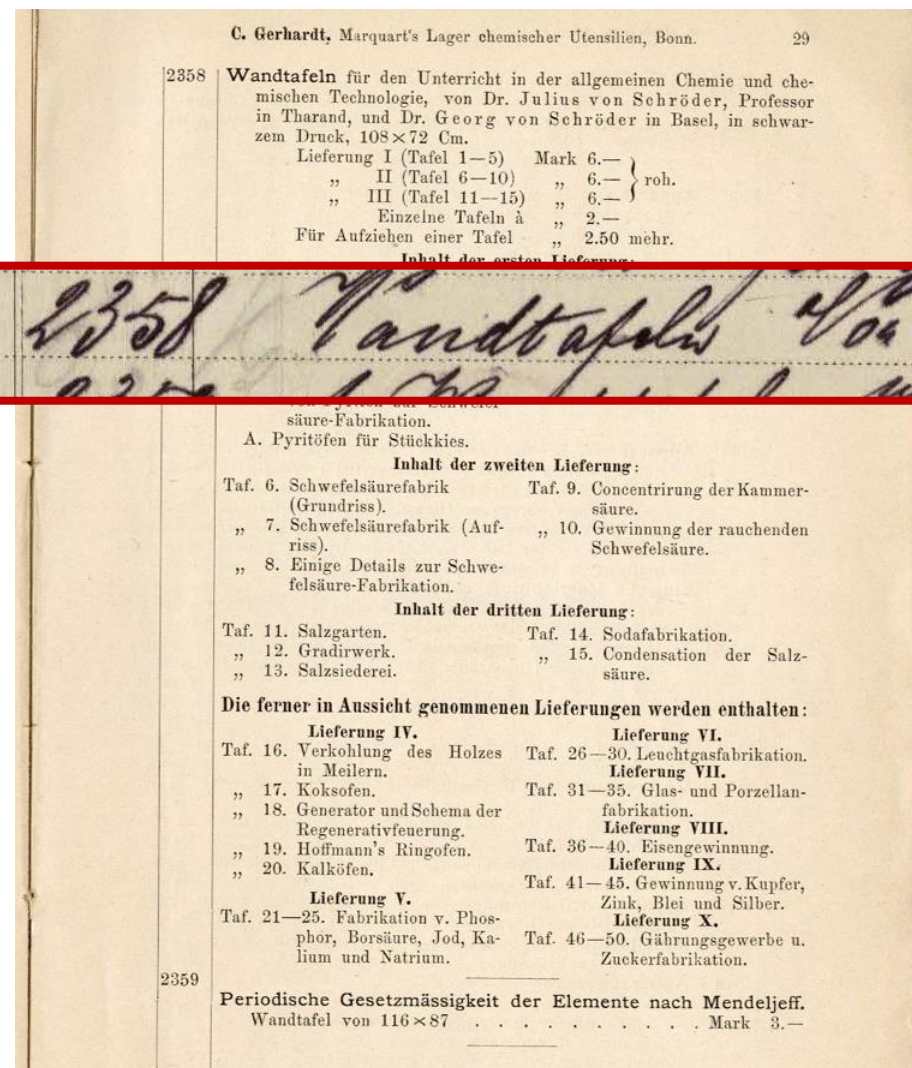 C. Gerhardt, Marquart's Lager chemischer Utensilien, Bonn. 29
2358 Wandtafeln für den Unterricht in der allgemeinen Chemie und che-
mischen Technologie, von Dr. Julius von Schröder, Professor
in Tharand, und Dr. Georg von Schröder in Basel, in schwar-
zem Druck, 108×72 Cm.
Lieferung I (Tafel 1—5) Mark 6.—
„ II (Tafel 6—10) „ 6.— } roh.
„ III (Tafel 11—15) „ 6.—
Einzelne Tafeln à „ 2.—
Für Aufziehen einer Tafel „ 2.50 mehr.
Inhalt der ersten Lieferung:
2358 Wandtafeln
säure-Fabrikation.
A. Pyritöfen für Stückkies.
Inhalt der zweiten Lieferung:
Taf. 6. Schwefelsäurefabrik
(Grundriss).
„ 7. Schwefelsäurefabrik (Auf-
riss).
„ 8. Einige Details zur Schwe-
felsäure-Fabrikation.
Taf. 9. Concentrirung der Kammer-
säure.
„ 10. Gewinnung der rauchenden
Schwefelsäure.
Inhalt der dritten Lieferung:
Taf. 11. Salzgarten.
„ 12. Gradirwerk.
„ 13. Salzsiederei.
Taf. 14. Sodafabrikation.
„ 15. Condensation der Salz-
säure.
Die ferner in Aussicht genommenen Lieferungen werden enthalten:
Lieferung IV.
Taf. 16. Verkohlung des Holzes
in Meilern.
„ 17. Koksofen.
„ 18. Generator und Schema der
Regenerativfeuerung.
„ 19. Hoffmann's Ringofen.
„ 20. Kalköfen.
Lieferung V.
Taf. 21—25. Fabrikation v. Phos-
phor, Borsäure, Jod, Ka-
lium und Natrium.
Lieferung VI.
Taf. 26—30. Leuchtgasfabrikation.
Lieferung VII.
Taf. 31—35. Glas- und Porzellan-
fabrikation.
Lieferung VIII.
Taf. 36—40. Eisengewinnung.
Lieferung IX.
Taf. 41—45. Gewinnung v. Kupfer,
Zink, Blei und Silber.
Lieferung X.
Taf. 46—50. Gährungsgewerbe u.
Zuckerfabrikation.
2359
Periodische Gesetzmässigkeit der Elemente nach Mendeljeff.
Wandtafel von 116×87 . . . . . . . . . . Mark 3.—